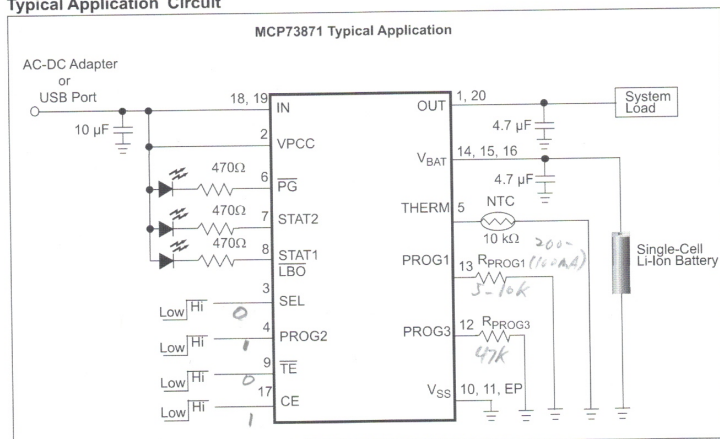 Typical Application Circuit
MCP73871 Typical Application
AC-DC Adapter
or
USB Port
10 µF
18, 19
IN
2
VPCC
470Ω
6
PG
470Ω
7
STAT2
470Ω
8
STAT1
LBO
3
SEL
Low Hi
0
4
PROG2
Low Hi
1
9
TE
Low Hi
0
17
CE
Low Hi
1
OUT
1, 20
System
Load
4.7 µF
VBAT
14, 15, 16
4.7 µF
THERM
5
NTC
10 kΩ
200-
(100mA)
PROG1
13
RPROG1
5-10k
PROG3
12
RPROG3
47K
VSS
10, 11, EP
Single-Cell
Li-Ion Battery